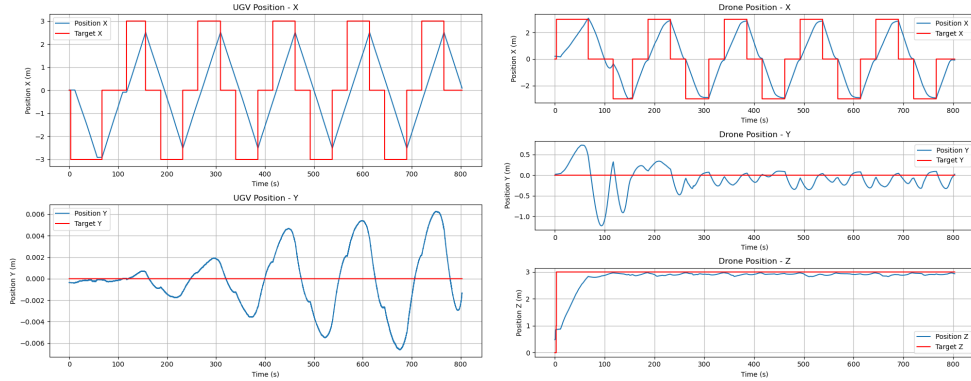 UGV Position - X
Position X
Target X
Position X (m)
3
2
1
0
−1
−2
−3
0 100 200 300 400 500 600 700 800
Time (s)
UGV Position - Y
Position Y
Target Y
Position Y (m)
0.006
0.004
0.002
0.000
−0.002
−0.004
−0.006
0 100 200 300 400 500 600 700 800
Time (s)
Drone Position - X
Position X
Target X
Position X (m)
2
0
−2
0 100 200 300 400 500 600 700 800
Time (s)
Drone Position - Y
Position Y
Target Y
Position Y (m)
0.5
0.0
−0.5
−1.0
0 100 200 300 400 500 600 700 800
Time (s)
Drone Position - Z
Position Z
Target Z
Position Z (m)
3
2
1
0
0 100 200 300 400 500 600 700 800
Time (s)